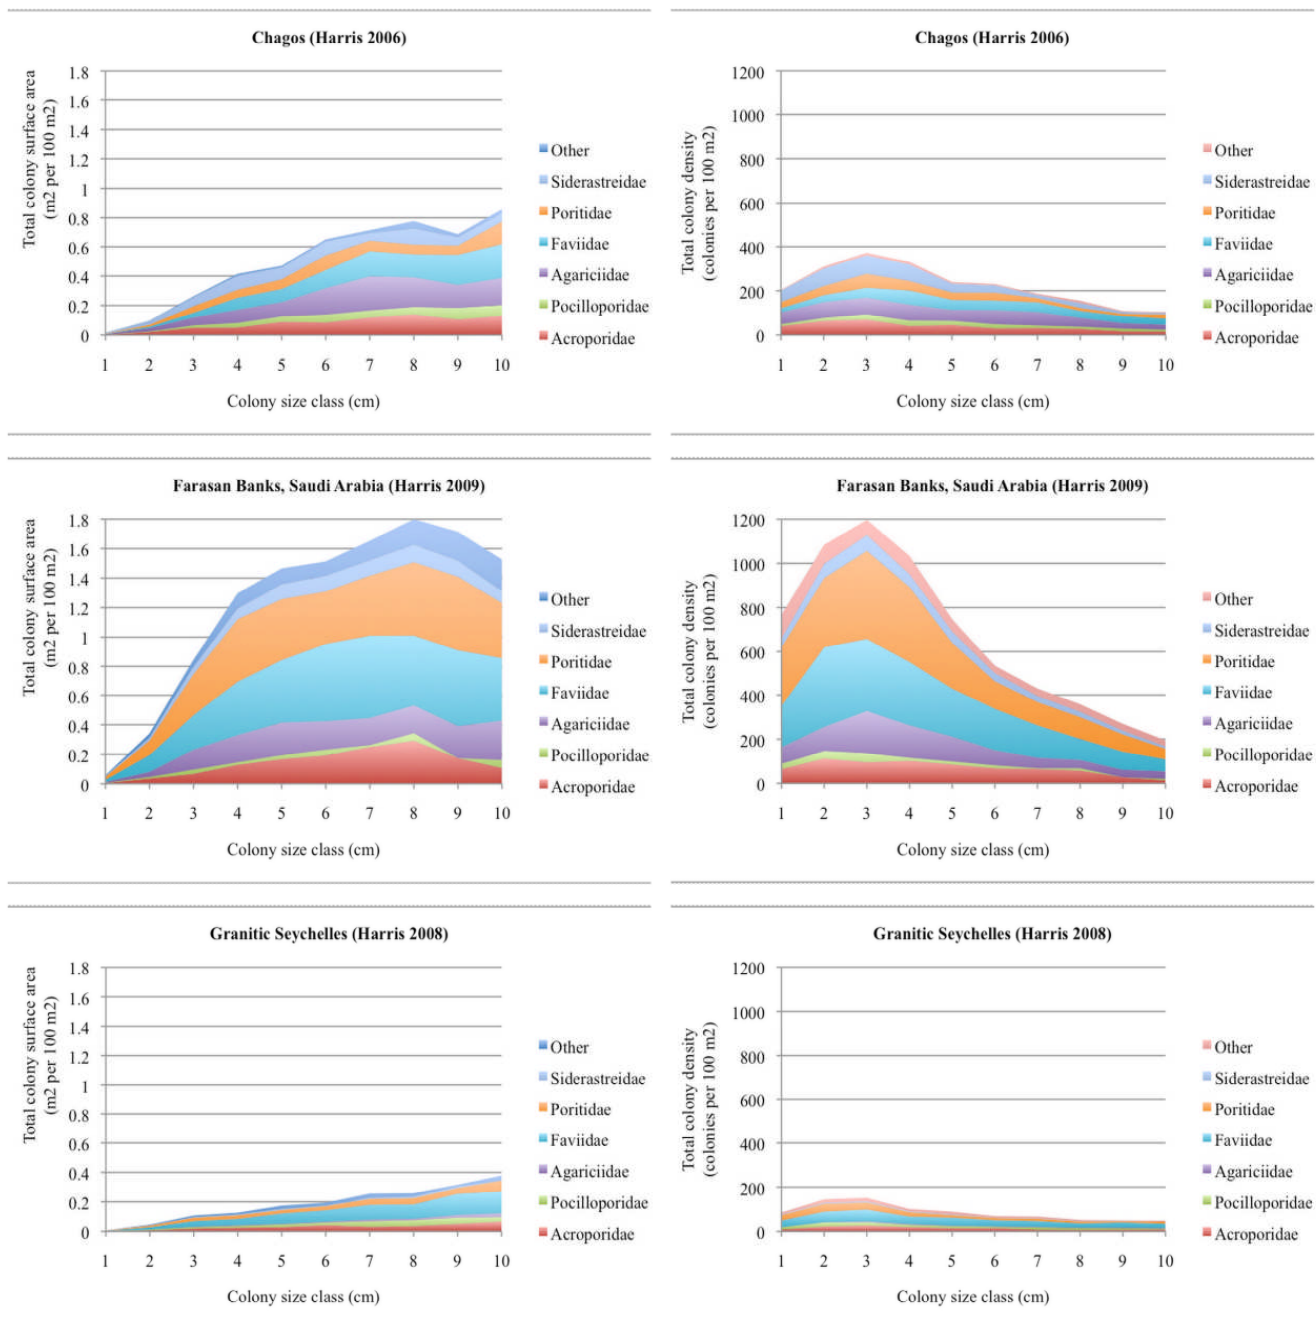 Chagos (Harris 2006)
Total colony surface area
(m2 per 100 m2)
1.8
1.6
1.4
1.2
1
0.8
0.6
0.4
0.2
0
1 2 3 4 5 6 7 8 9 10
Colony size class (cm)
Other
Siderastreidae
Poritidae
Faviidae
Agariciidae
Pocilloporidae
Acroporidae
Chagos (Harris 2006)
Total colony density
(colonies per 100 m2)
1200
1000
800
600
400
200
0
1 2 3 4 5 6 7 8 9 10
Colony size class (cm)
Other
Siderastreidae
Poritidae
Faviidae
Agariciidae
Pocilloporidae
Acroporidae
Farasan Banks, Saudi Arabia (Harris 2009)
Total colony surface area
(m2 per 100 m2)
1.8
1.6
1.4
1.2
1
0.8
0.6
0.4
0.2
0
1 2 3 4 5 6 7 8 9 10
Colony size class (cm)
Other
Siderastreidae
Poritidae
Faviidae
Agariciidae
Pocilloporidae
Acroporidae
Farasan Banks, Saudi Arabia (Harris 2009)
Total colony density
(colonies per 100 m2)
1200
1000
800
600
400
200
0
1 2 3 4 5 6 7 8 9 10
Colony size class (cm)
Other
Siderastreidae
Poritidae
Faviidae
Agariciidae
Pocilloporidae
Acroporidae
Granitic Seychelles (Harris 2008)
Total colony surface area
(m2 per 100 m2)
1.8
1.6
1.4
1.2
1
0.8
0.6
0.4
0.2
0
1 2 3 4 5 6 7 8 9 10
Colony size class (cm)
Other
Siderastreidae
Poritidae
Faviidae
Agariciidae
Pocilloporidae
Acroporidae
Granitic Seychelles (Harris 2008)
Total colony density
(colonies per 100 m2)
1200
1000
800
600
400
200
0
1 2 3 4 5 6 7 8 9 10
Colony size class (cm)
Other
Siderastreidae
Poritidae
Faviidae
Agariciidae
Pocilloporidae
Acroporidae